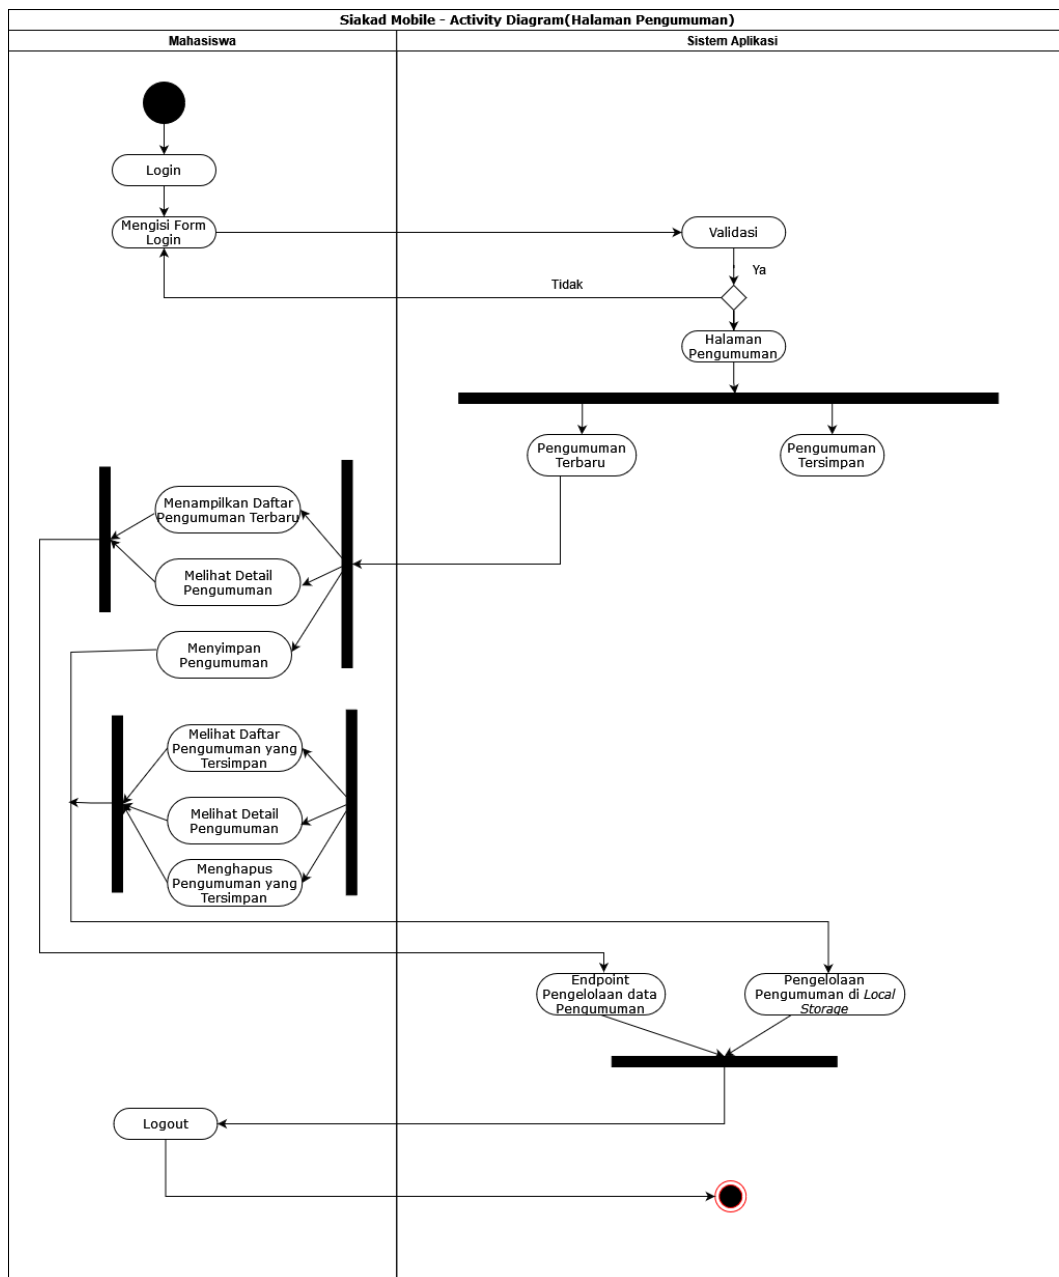 Siakad Mobile - Activity Diagram(Halaman Pengumuman)
Mahasiswa
Sistem Aplikasi
Login
Mengisi Form
Login
Validasi
Ya
Tidak
Halaman
Pengumuman
Pengumuman
Terbaru
Pengumuman
Tersimpan
Menampilkan Daftar
Pengumuman Terbaru
Melihat Detail
Pengumuman
Menyimpan
Pengumuman
Melihat Daftar
Pengumuman yang
Tersimpan
Melihat Detail
Pengumuman
Menghapus
Pengumuman yang
Tersimpan
Endpoint
Pengelolaan data
Pengumuman
Pengelolaan
Pengumuman di Local
Storage
Logout